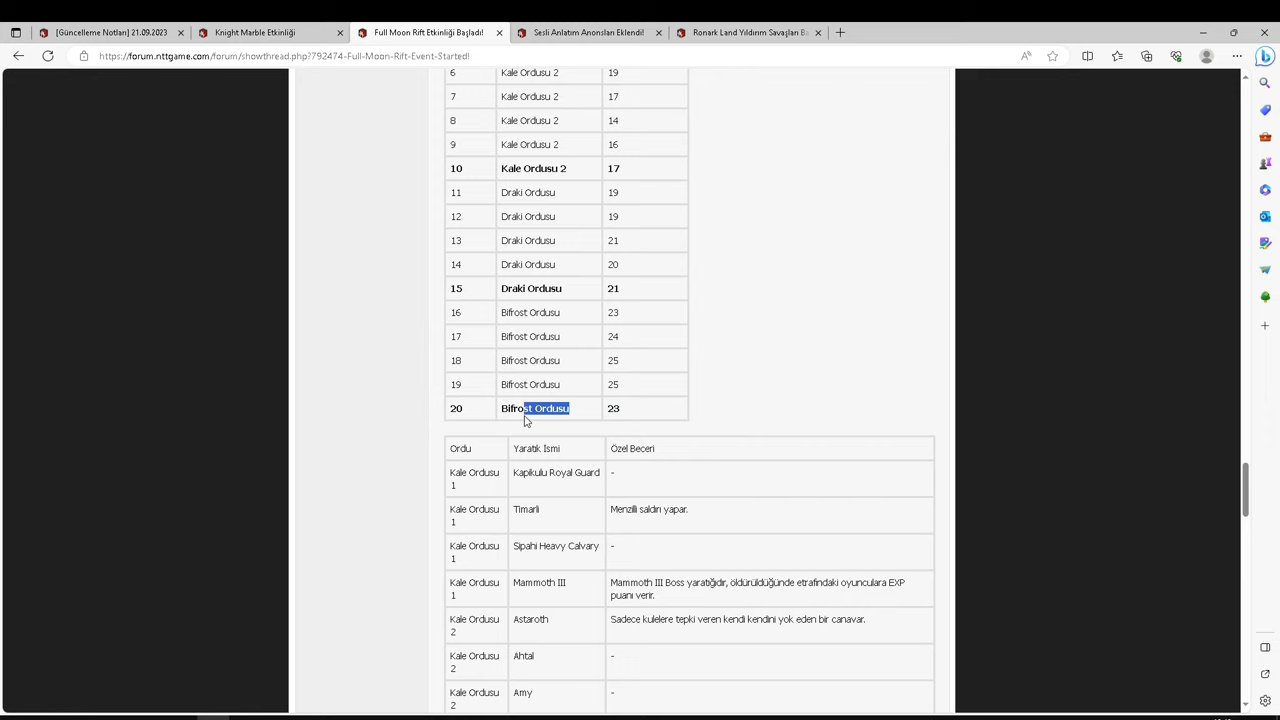 [Güncelleme Notları] 21.09.2023
Knight Marble Etkinliği
Full Moon Rift Etkinliği Başladı!
Sesli Anlatım Anonsları Eklendi!
Ronark Land Yıldırım Savaşları Ba
https://forum.nttgame.com/forum/showthread.php?792474-Full-Moon-Rift-Event-Started!
6 Kale Ordusu 2 19
7 Kale Ordusu 2 17
8 Kale Ordusu 2 14
9 Kale Ordusu 2 16
10 Kale Ordusu 2 17
11 Draki Ordusu 19
12 Draki Ordusu 19
13 Draki Ordusu 21
14 Draki Ordusu 20
15 Draki Ordusu 21
16 Bifrost Ordusu 23
17 Bifrost Ordusu 24
18 Bifrost Ordusu 25
19 Bifrost Ordusu 25
20 Bifrost Ordusu 23
Ordu Yaratık İsmi Özel Beceri
Kale Ordusu Kapikulu Royal Guard -
1
Kale Ordusu Timarli Menzilli saldırı yapar.
1
Kale Ordusu Sipahi Heavy Calvary -
1
Kale Ordusu Mammoth III Mammoth III Boss yaratığıdır, öldürüldüğünde etrafındaki oyunculara EXP
1 puanı verir.
Kale Ordusu Astaroth Sadece kulelere tepki veren kendi kendini yok eden bir canavar.
2
Kale Ordusu Ahtal -
2
Kale Ordusu Amy -
2